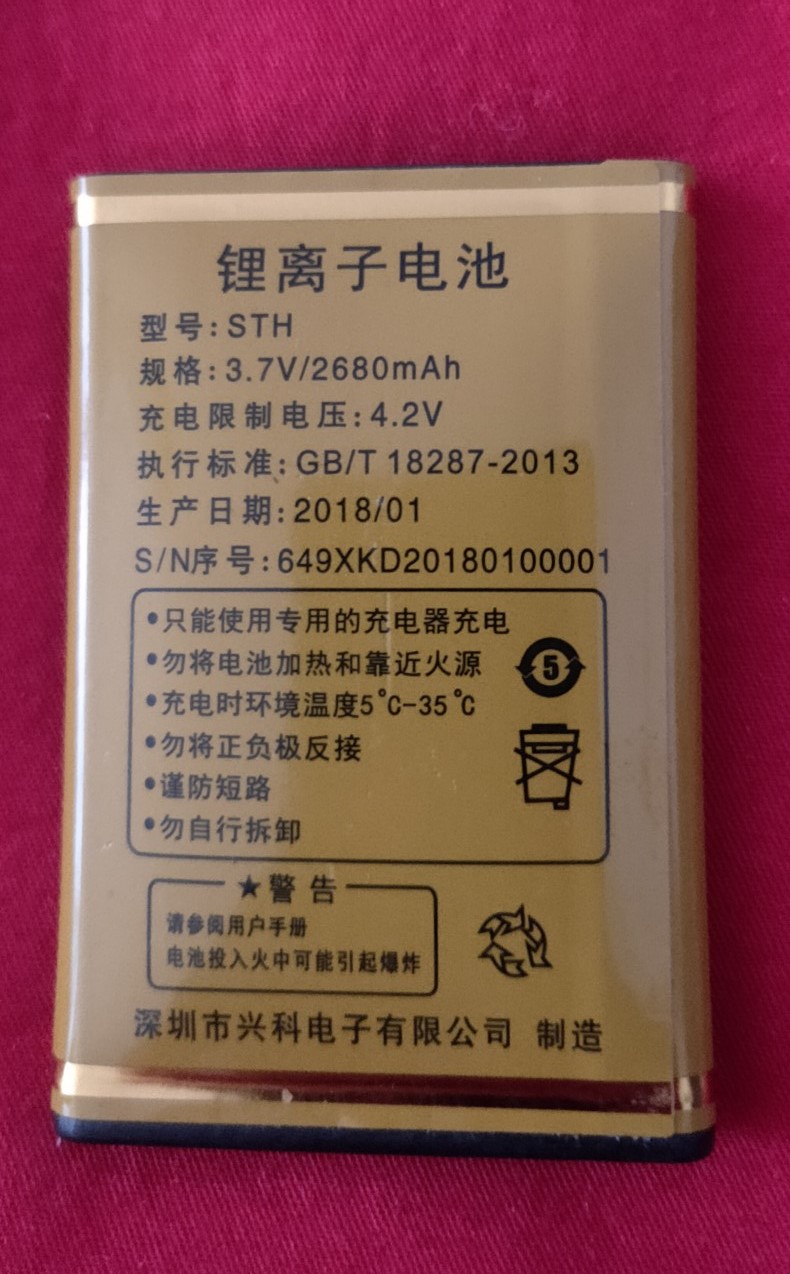 锂离子电池
型号:STH
规格:3.7V/2680mAh
充电限制电压:4.2V
执行标准:GB/T 18287-2013
生产日期:2018/01
S/N序号:649XKD20180100001
•只能使用专用的充电器充电
•勿将电池加热和靠近火源
5
•充电时环境温度5℃-35℃
•勿将正负极反接
•谨防短路
•勿自行拆卸
★警告
请参阅用户手册
电池投入火中可能引起爆炸
深圳市兴科电子有限公司 制造